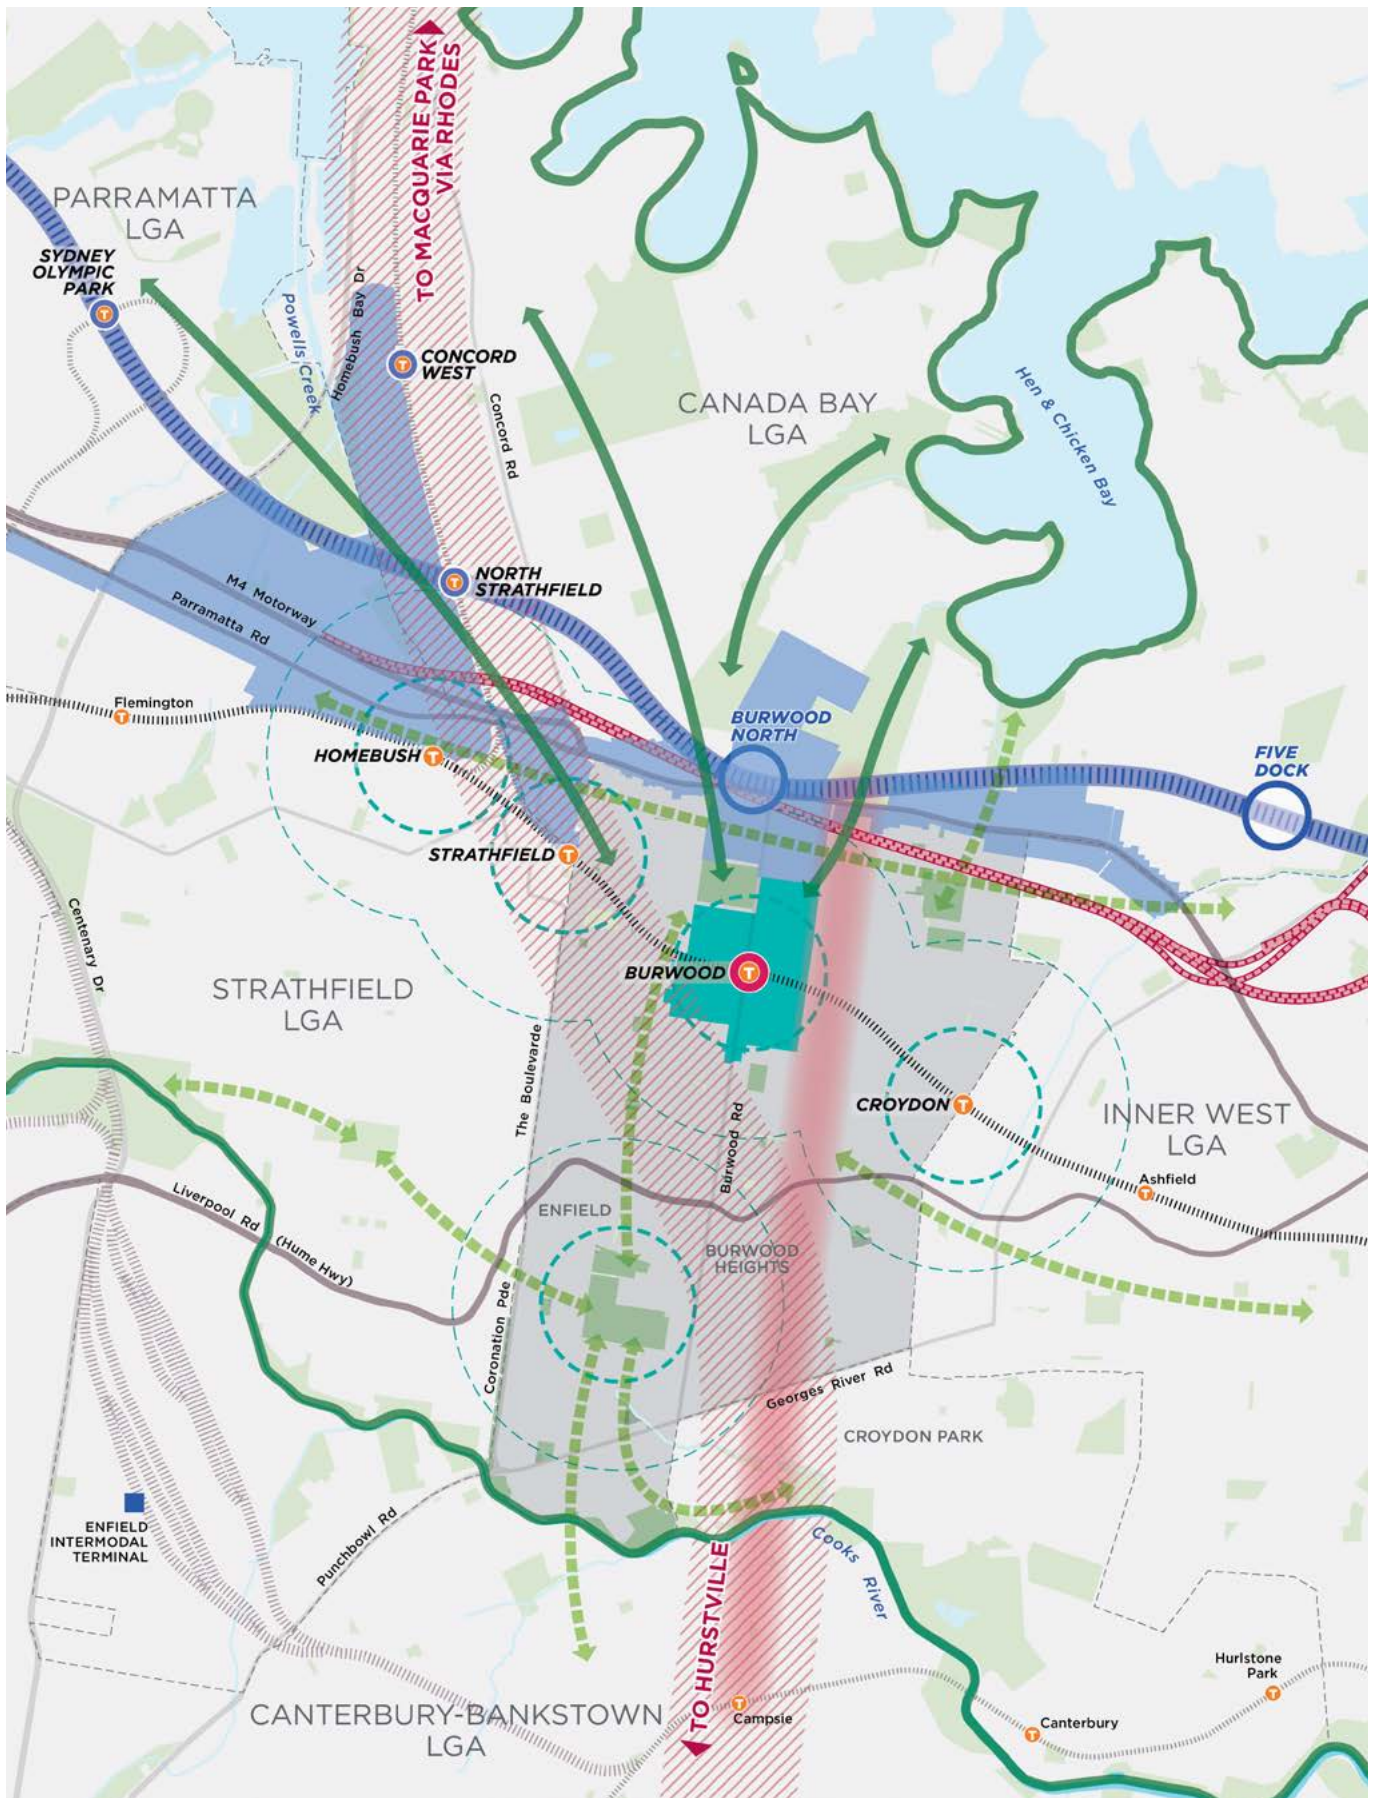 TO MACQUARIE PARK
VIA RHODES
PARRAMATTA
LGA
SYDNEY
OLYMPIC
PARK
T
Powells Creek
Homebush Bay Dr
T
CONCORD
WEST
Concord Rd
CANADA BAY
LGA
Hen & Chicken Bay
M4 Motorway
Parramatta Rd
T
NORTH
STRATHFIELD
Flemington
T
HOMEBUSH
T
BURWOOD
NORTH
FIVE
DOCK
STRATHFIELD
T
Centenary Dr
STRATHFIELD
LGA
BURWOOD
T
The Boulevarde
Burwood Rd
CROYDON
T
INNER WEST
LGA
Ashfield
T
Liverpool Rd
(Hume Hwy)
ENFIELD
BURWOOD
HEIGHTS
Coronation Pde
Georges River Rd
CROYDON PARK
ENFIELD
INTERMODAL
TERMINAL
Punchbowl Rd
Cooks
River
TO HURSTVILLE
CANTERBURY-BANKSTOWN
LGA
T
Campsie
T
Canterbury
Hurlstone
Park
T